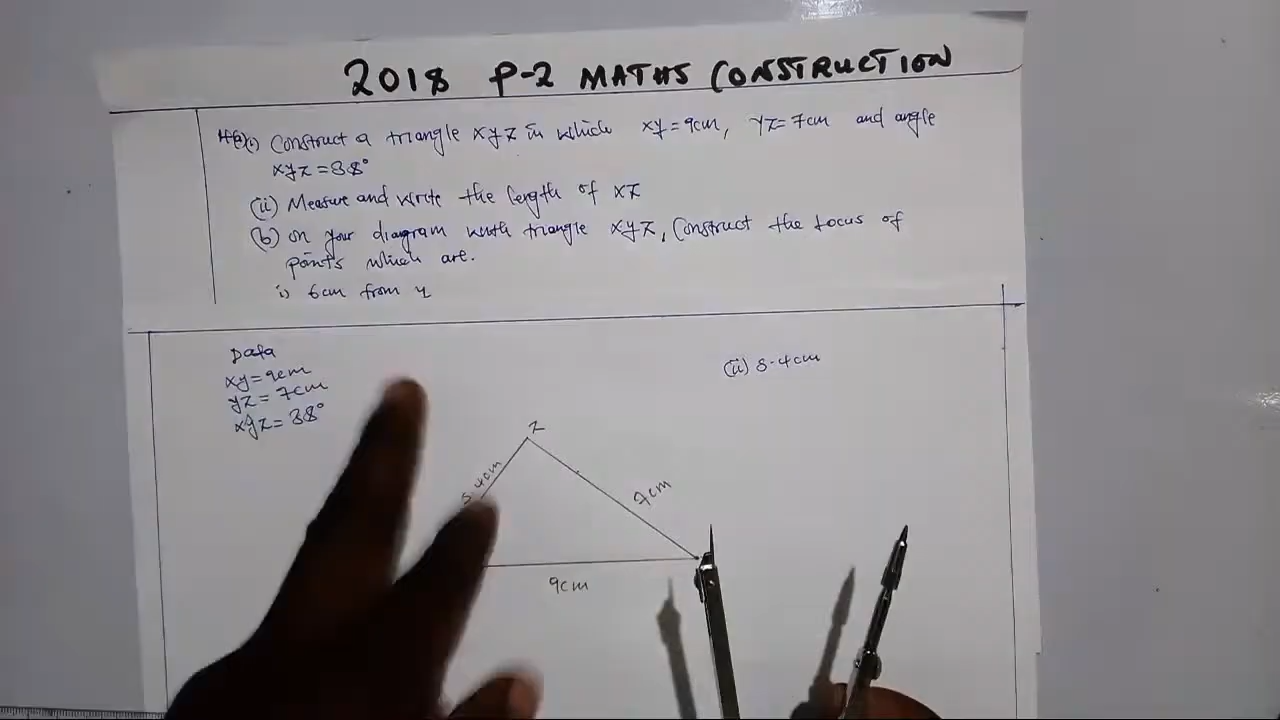 2018 P-2 MATHS CONSTRUCTION
(i) Construct a triangle XYZ in which XY = 9cm, YZ = 7cm and angle
XYZ = 38°
(ii) Measure and write the length of XZ
(b) On your diagram with triangle XYZ, Construct the locus of
points which are.
i) 6cm from Y
Data
XY = 9cm
YZ = 7cm
XYZ = 38°
(ii) 5.4cm
Z
5.4cm
7cm
9cm